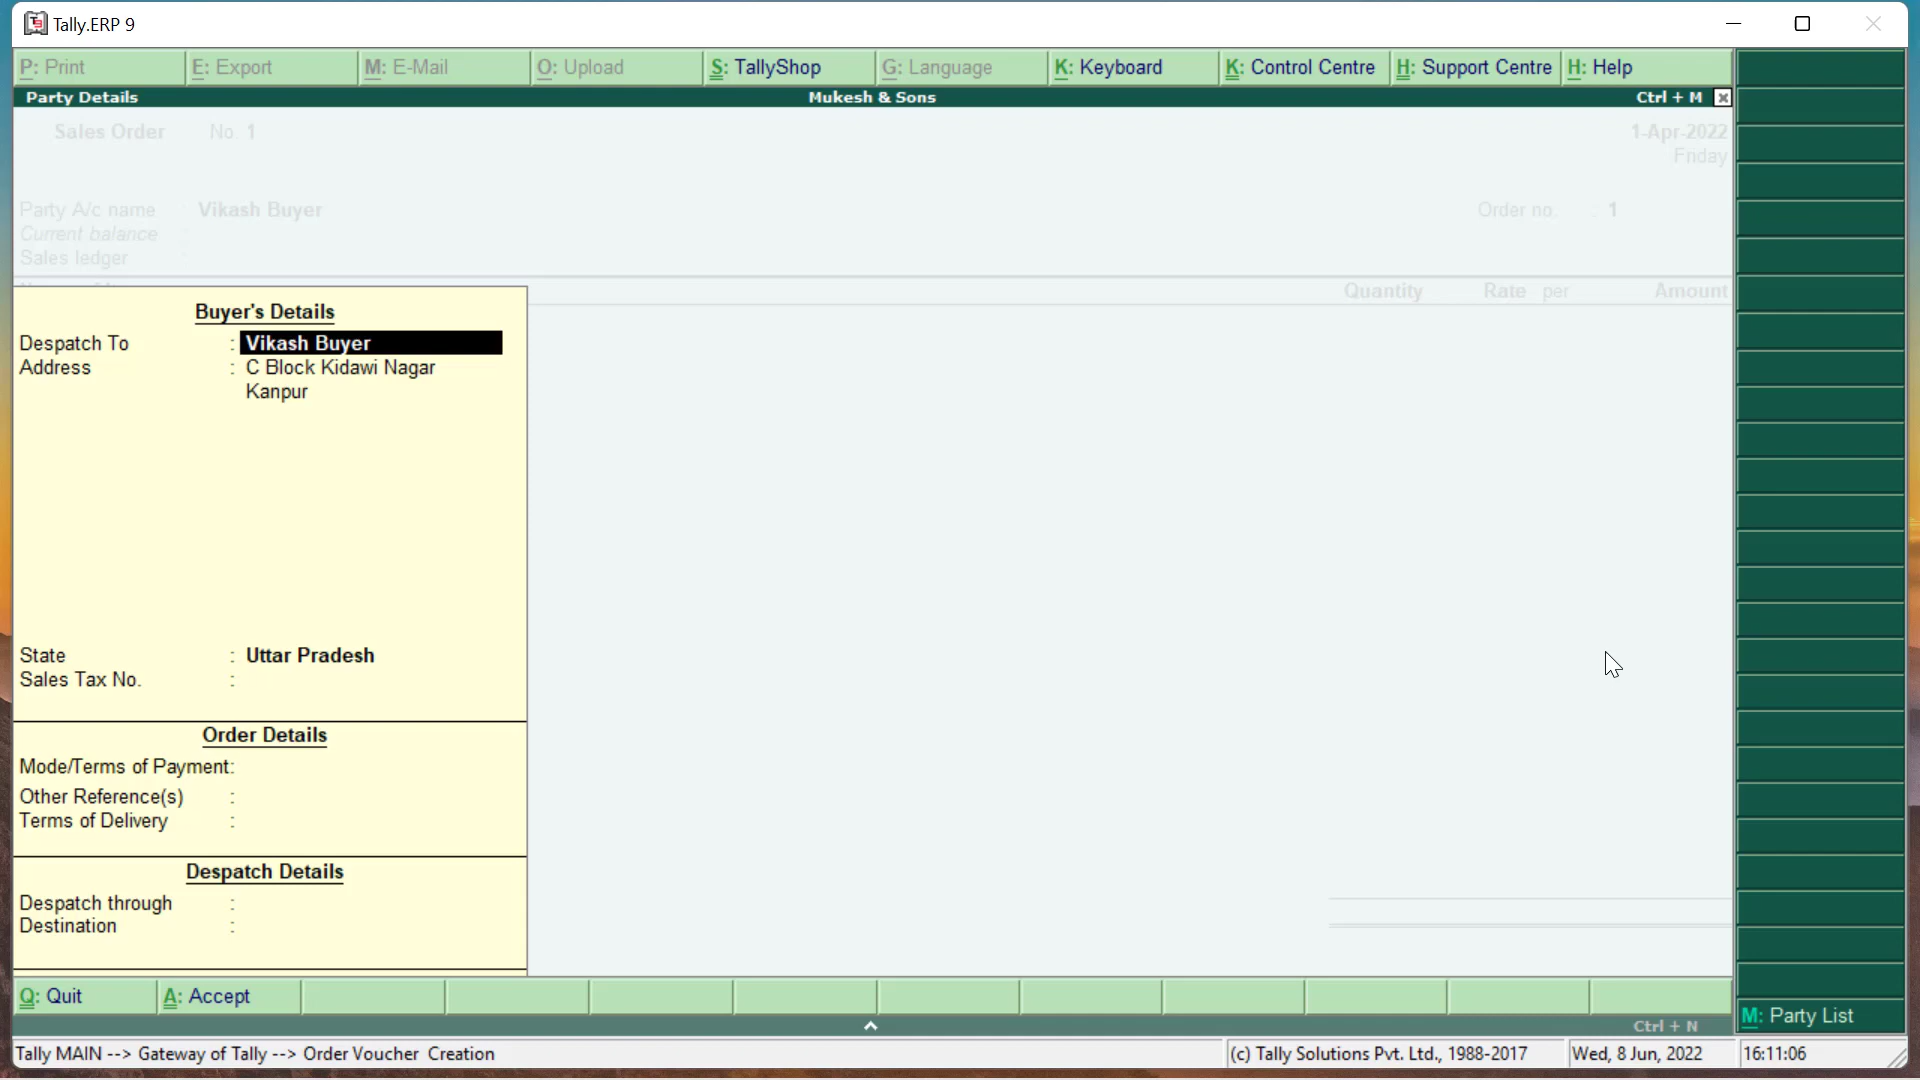 Tally.ERP 9
P: Print E: Export M: E-Mail O: Upload S: TallyShop G: Language K: Keyboard K: Control Centre H: Support Centre H: Help
Party Details Mukesh & Sons Ctrl + M
Sales Order No. 1 1-Apr-2022
Friday
Party A/c name : Vikash Buyer Order no. : 1
Current balance :
Sales ledger :
Quantity Rate per Amount
Buyer's Details
Despatch To : Vikash Buyer
Address : C Block Kidawi Nagar
Kanpur
State : Uttar Pradesh
Sales Tax No. :
Order Details
Mode/Terms of Payment:
Other Reference(s) :
Terms of Delivery :
Despatch Details
Despatch through :
Destination :
Q: Quit A: Accept
M: Party List
Ctrl + N
Tally MAIN --> Gateway of Tally --> Order Voucher Creation (c) Tally Solutions Pvt. Ltd., 1988-2017 Wed, 8 Jun, 2022 16:11:06